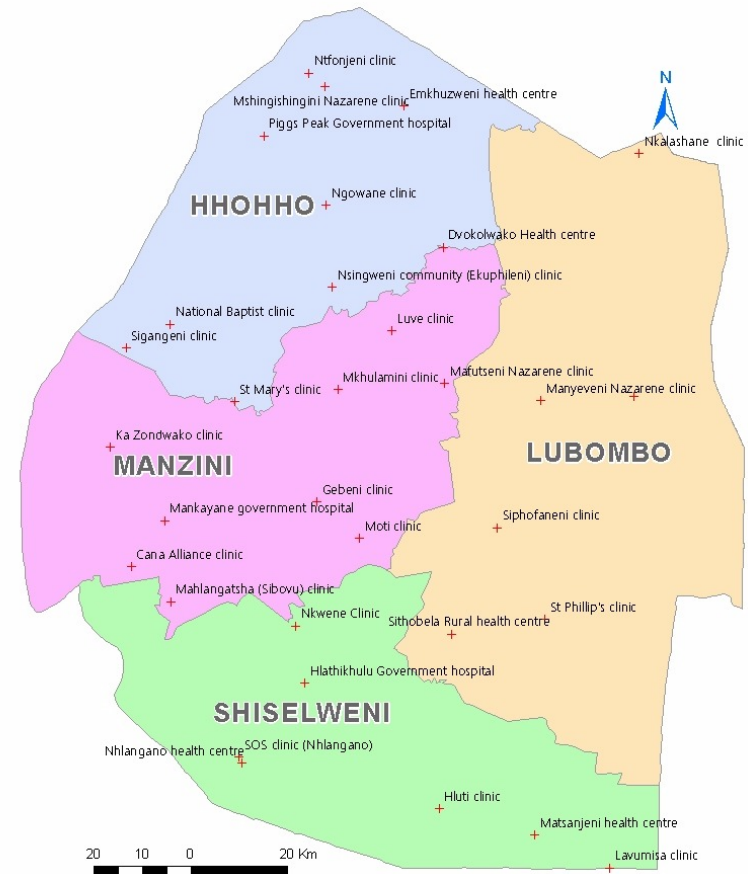 Ntfonjeni clinic
Mshingishingini Nazarene clinic
Emkhuzweni health centre
Piggs Peak Government hospital
N
Nkalashane clinic
HHOHHO
Ngowane clinic
Dvokolwako Health centre
Nsingweni community (Ekuphileni) clinic
National Baptist clinic
Luve clinic
Sigangeni clinic
Mafutseni Nazarene clinic
Mkhulamini clinic
St Mary's clinic
Manyeveni Nazarene clinic
Ka Zondwako clinic
MANZINI
LUBOMBO
Gebeni clinic
Mankayane government hospital
Siphofaneni clinic
Moti clinic
Cana Alliance clinic
Mahlangatsha (Sibovu) clinic
St Phillip's clinic
Nkwene Clinic
Sithobela Rural health centre
Hlathikhulu Government hospital
SHISELWENI
SOS clinic (Nhlangano)
Nhlangano health centre
Hluti clinic
Matsanjeni health centre
Lavumisa clinic
20 10 0 20 Km